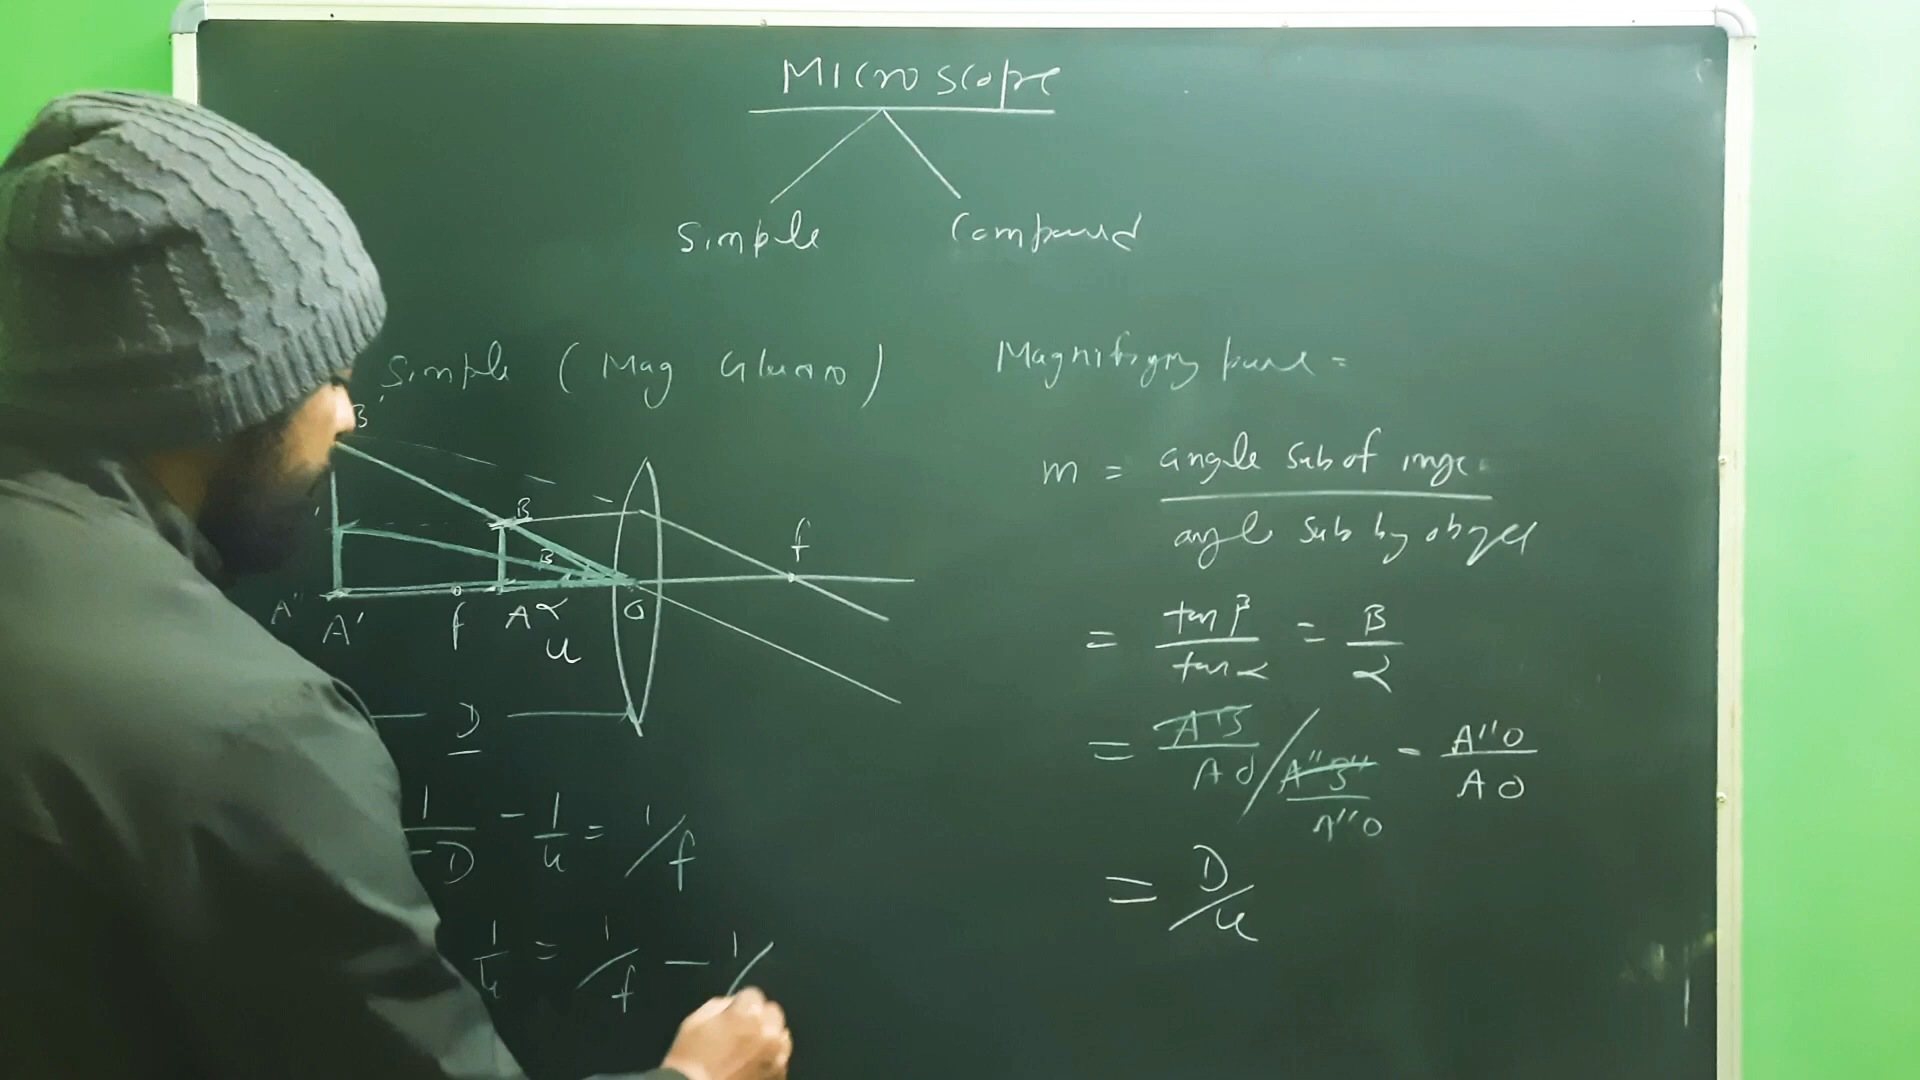 Microscope
Simple Compound
Simple (Mag Glass)
B'
B
B
f
A" A' f A α O
u
D
1/-D - 1/u = 1/f
1/u = 1/f - 1/
Magnifying power =
m = angle sub of image / angle sub by object
= tan β / tan α = β / α
= AB / AO / A"B" / A"O = A"O / AO
= D/u